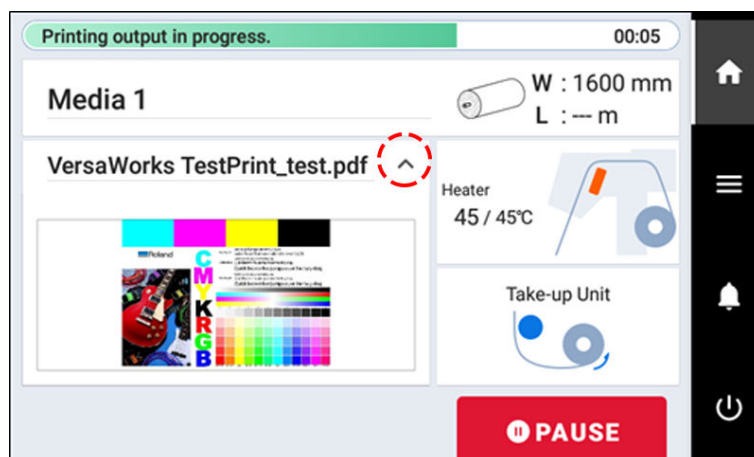 Printing output in progress.
00:05
Media 1
W : 1600 mm
L : --- m
VersaWorks TestPrint_test.pdf
Heater
45 / 45℃
Roland
C
M
Y
K
R
G
B
Take-up Unit
PAUSE